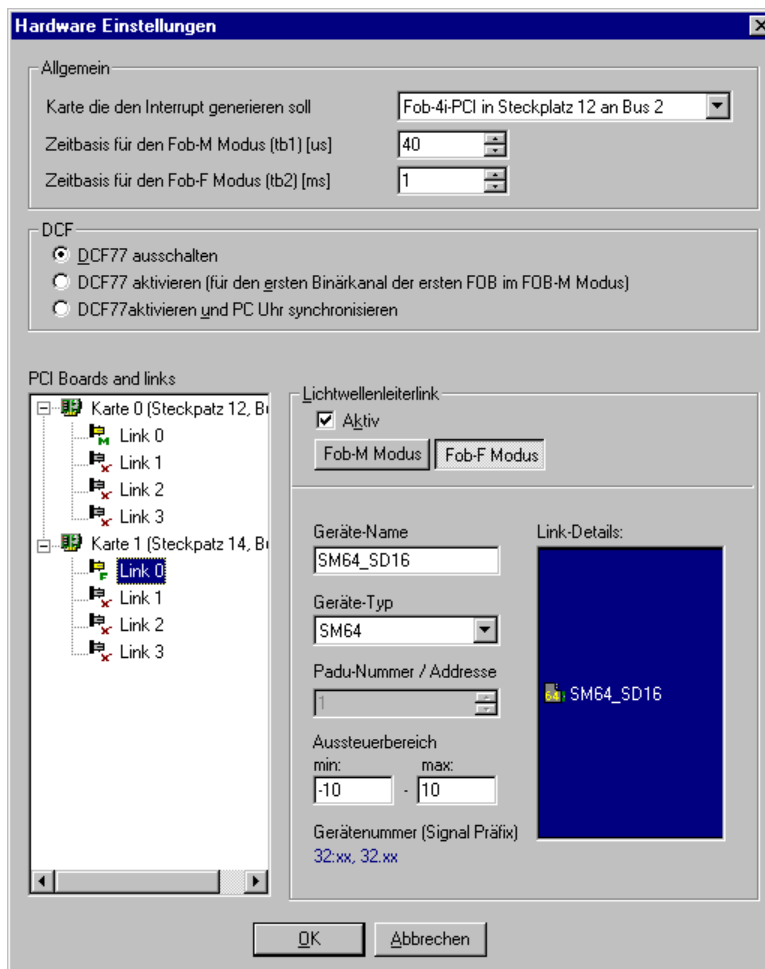 Hardware Einstellungen
Allgemein
Karte die den Interrupt generieren soll
Fob-4i-PCI in Steckplatz 12 an Bus 2
Zeitbasis für den Fob-M Modus (tb1) [us]
40
Zeitbasis für den Fob-F Modus (tb2) [ms]
1
DCF
DCF77 ausschalten
DCF77 aktivieren (für den ersten Binärkanal der ersten FOB im FOB-M Modus)
DCF77aktivieren und PC Uhr synchronisieren
PCI Boards and links
Karte 0 (Steckpatz 12, Bu
Link 0
Link 1
Link 2
Link 3
Karte 1 (Steckpatz 14, Bu
Link 0
Link 1
Link 2
Link 3
Lichtwellenleiterlink
Aktiv
Fob-M Modus
Fob-F Modus
Geräte-Name
SM64_SD16
Geräte-Typ
SM64
Padu-Nummer / Addresse
1
Aussteuerbereich
min:
max:
-10
-
10
Gerätenummer (Signal Präfix)
32:xx, 32.xx
Link-Details:
64
SM64_SD16
OK
Abbrechen